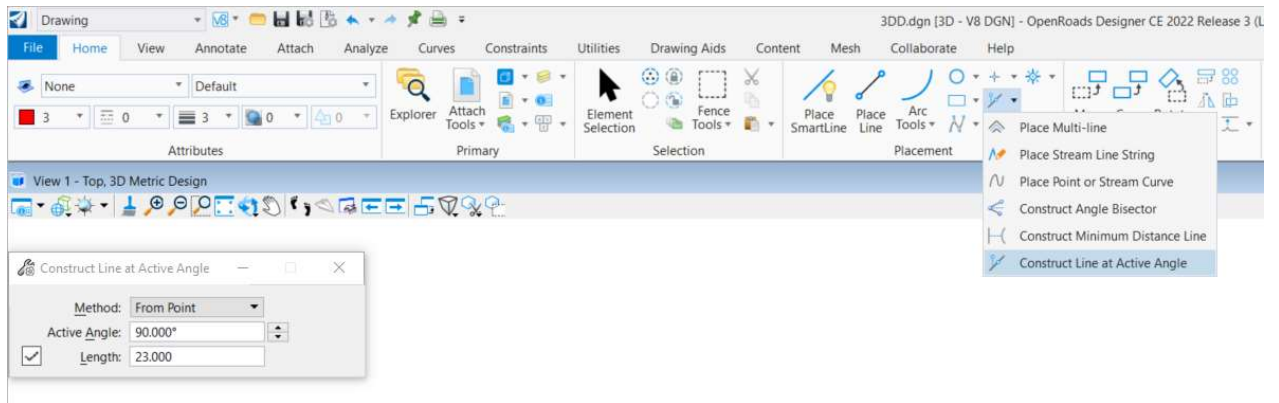 Drawing
3DD.dgn [3D - V8 DGN] - OpenRoads Designer CE 2022 Release 3 (L
File Home View Annotate Attach Analyze Curves Constraints Utilities Drawing Aids Content Mesh Collaborate Help
None Default
3 0 3 0 0
Attributes
Explorer
Attach Tools
Primary
Element Selection
Fence Tools
Selection
Place SmartLine
Place Line
Arc Tools
Placement
Place Multi-line
Place Stream Line String
Place Point or Stream Curve
Construct Angle Bisector
Construct Minimum Distance Line
Construct Line at Active Angle
View 1 - Top, 3D Metric Design
Construct Line at Active Angle
Method: From Point
Active Angle: 90.000°
Length: 23.000